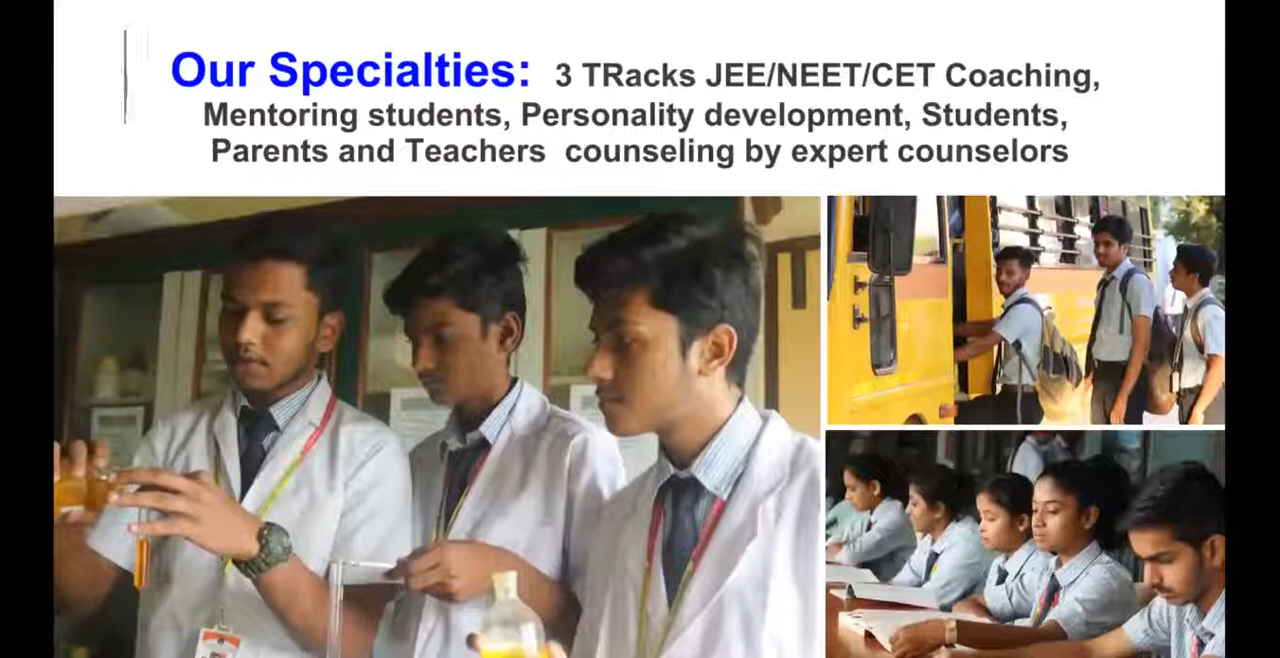 Our Specialties: 3 TRacks JEE/NEET/CET Coaching,
Mentoring students, Personality development, Students,
Parents and Teachers counseling by expert counselors